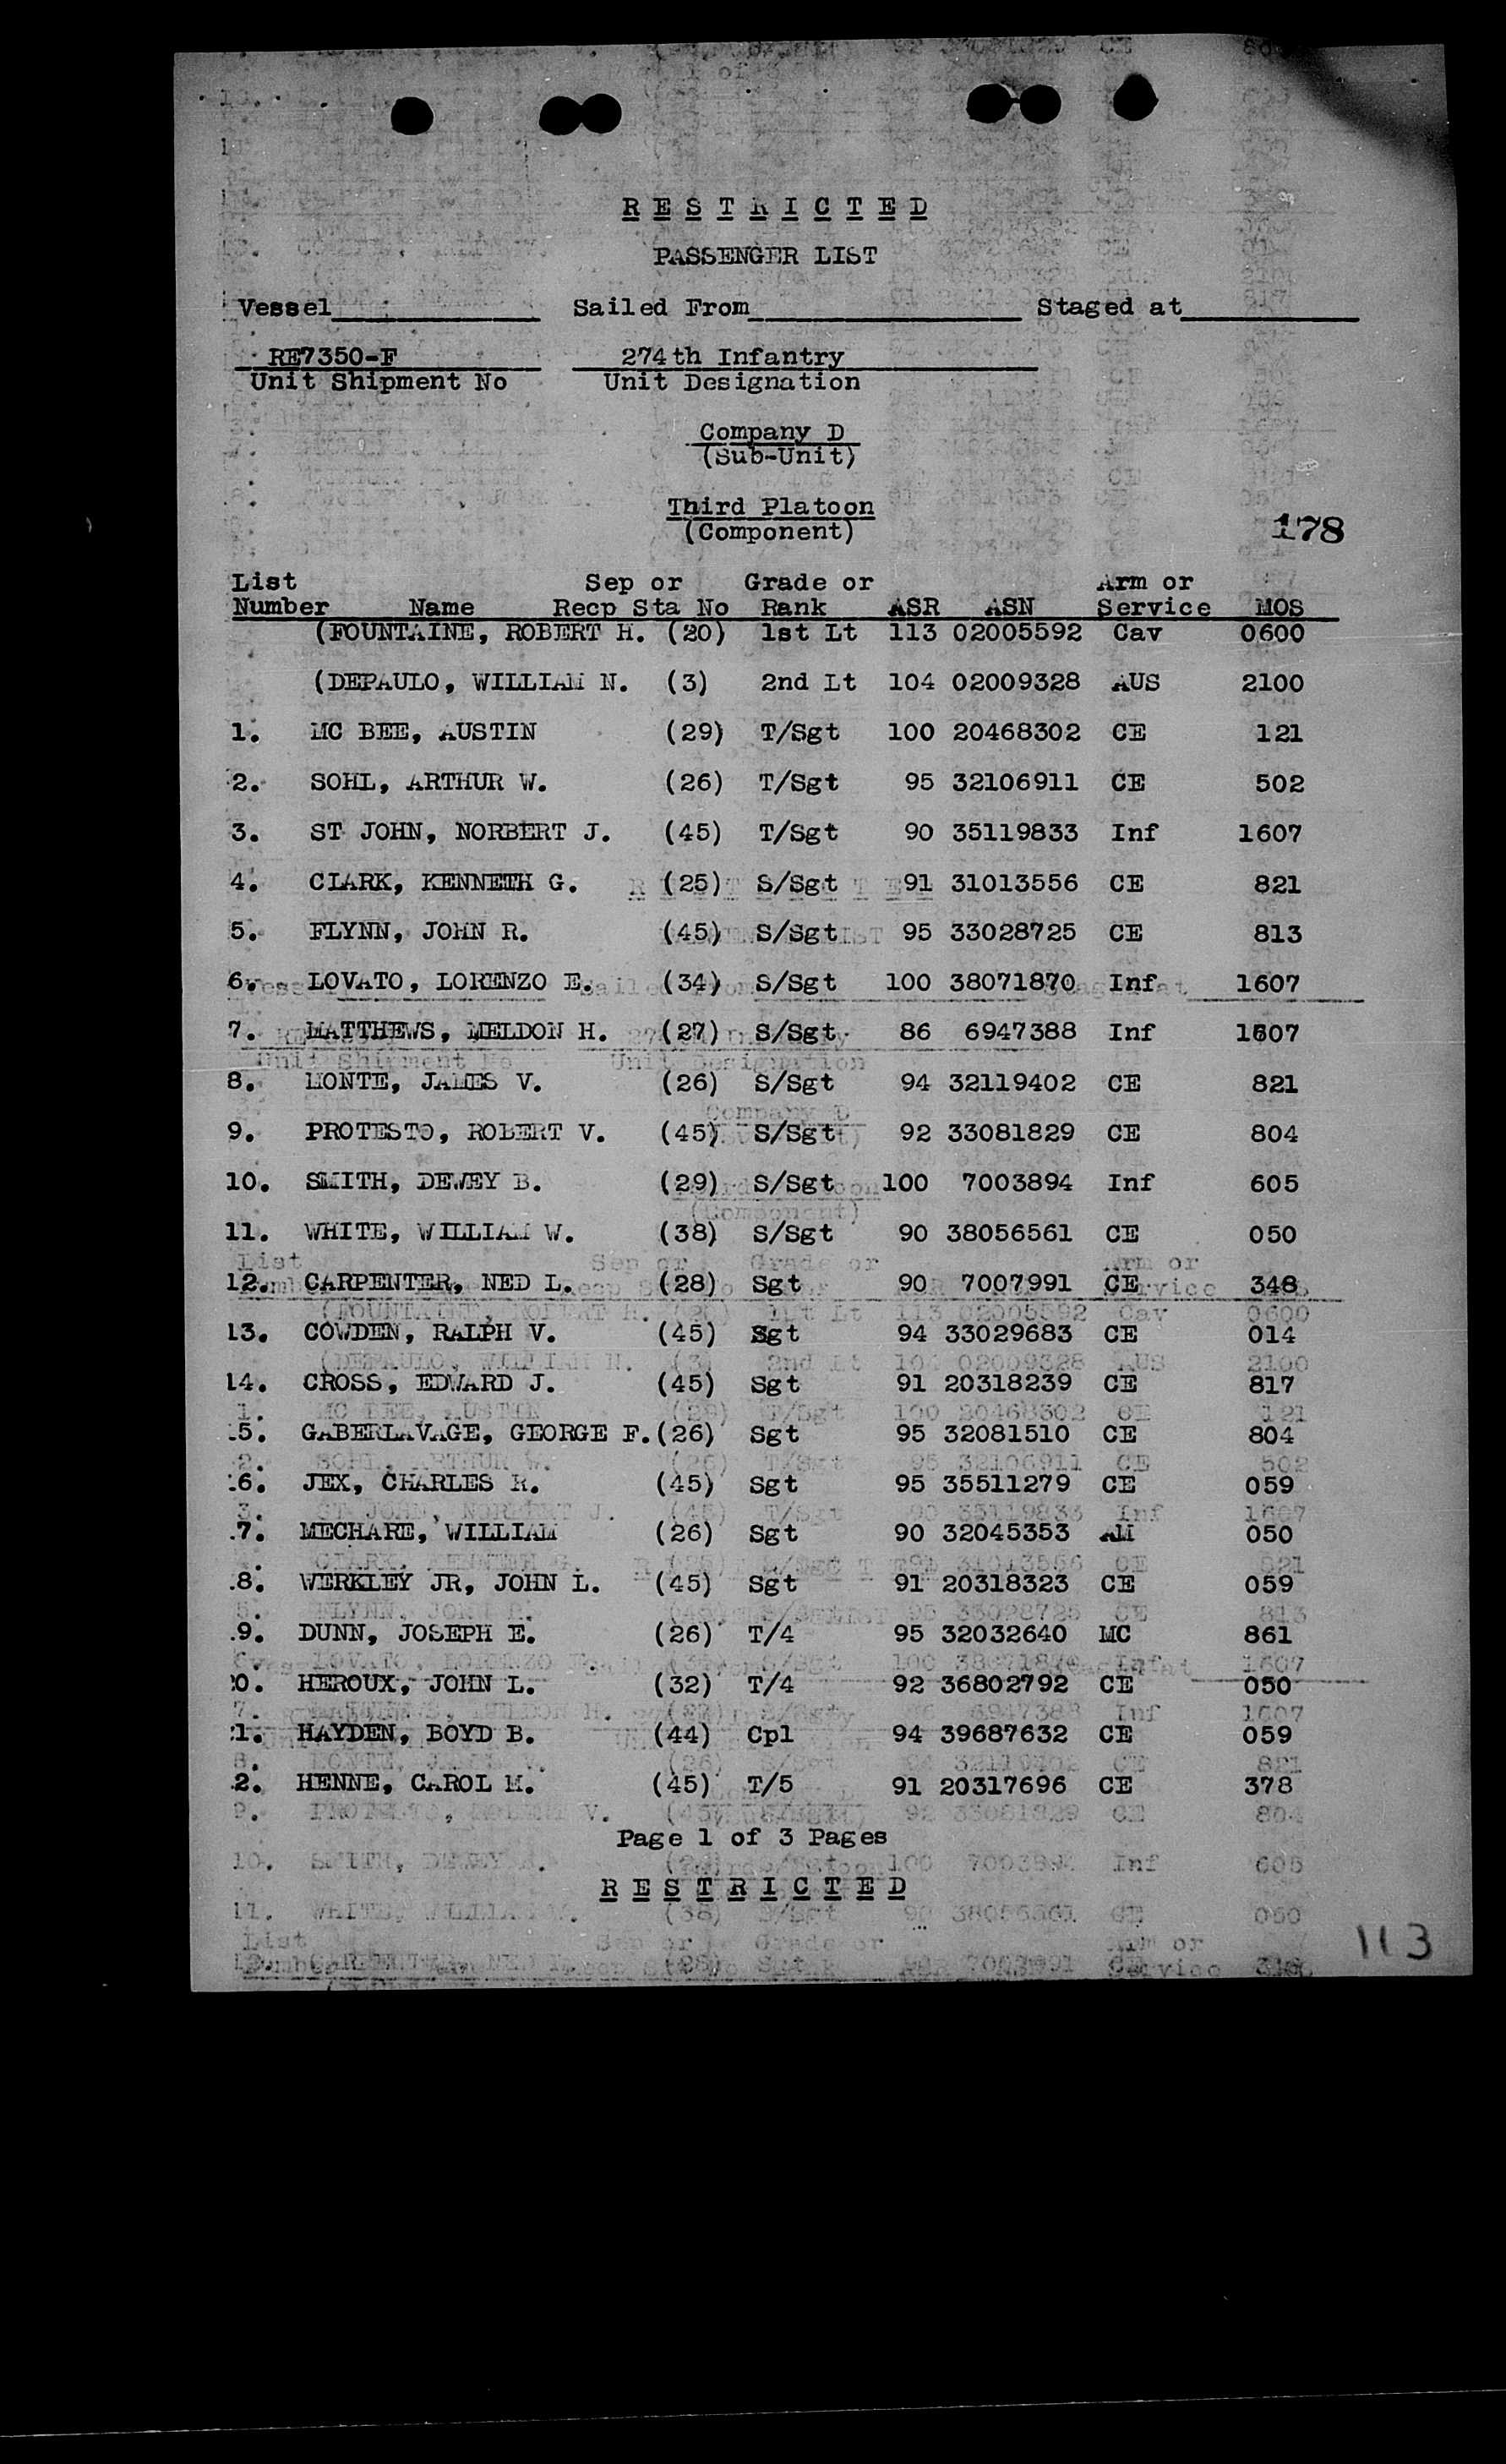 RESTRICTED
PASSENGER LIST
Vessel Sailed From Staged at
RE7350-F 274th Infantry
Unit Shipment No Unit Designation
Company D
(Sub-Unit)
Third Platoon
(Component)
178
List Sep or Grade or Arm or
Number Name Recp Sta No Rank ASR ASN Service MOS
(FOUNTAINE, ROBERT H. (20) 1st Lt 113 02005592 Cav 0600
(DEPAULO, WILLIAM N. (3) 2nd Lt 104 02009328 AUS 2100
1. MC BEE, AUSTIN (29) T/Sgt 100 20468302 CE 121
2. SOHL, ARTHUR W. (26) T/Sgt 95 32106911 CE 502
3. ST JOHN, NORBERT J. (45) T/Sgt 90 35119833 Inf 1607
4. CLARK, KENNETH G. (25) S/Sgt 91 31013556 CE 821
5. FLYNN, JOHN R. (45) S/Sgt 95 33028725 CE 813
6. LOVATO, LORENZO E. (34) S/Sgt 100 38071870 Inf 1607
7. MATTHEWS, MELDON H. (27) S/Sgt 86 6947388 Inf 1607
8. MONTE, JAMES V. (26) S/Sgt 94 32119402 CE 821
9. PROTESTO, ROBERT V. (45) S/Sgt 92 33081829 CE 804
10. SMITH, DEWEY B. (29) S/Sgt 100 7003894 Inf 605
11. WHITE, WILLIAM W. (38) S/Sgt 90 38056561 CE 050
12. CARPENTER, NED L. (28) Sgt 90 7007991 CE 348
13. COWDEN, RALPH V. (45) Sgt 94 33029683 CE 014
14. CROSS, EDWARD J. (45) Sgt 91 20318239 CE 817
5. GABERLAVAGE, GEORGE F. (26) Sgt 95 32081510 CE 804
6. JEX, CHARLES R. (45) Sgt 95 35511279 CE 059
7. MECHARE, WILLIAM (26) Sgt 90 32045353 AM 050
8. WERKLEY JR, JOHN L. (45) Sgt 91 20318323 CE 059
9. DUNN, JOSEPH E. (26) T/4 95 32032640 MC 861
0. HEROUX, JOHN L. (32) T/4 92 36802792 CE 050
1. HAYDEN, BOYD B. (44) Cpl 94 39687632 CE 059
2. HENNE, CAROL M. (45) T/5 91 20317696 CE 378
Page 1 of 3 Pages
RESTRICTED
113